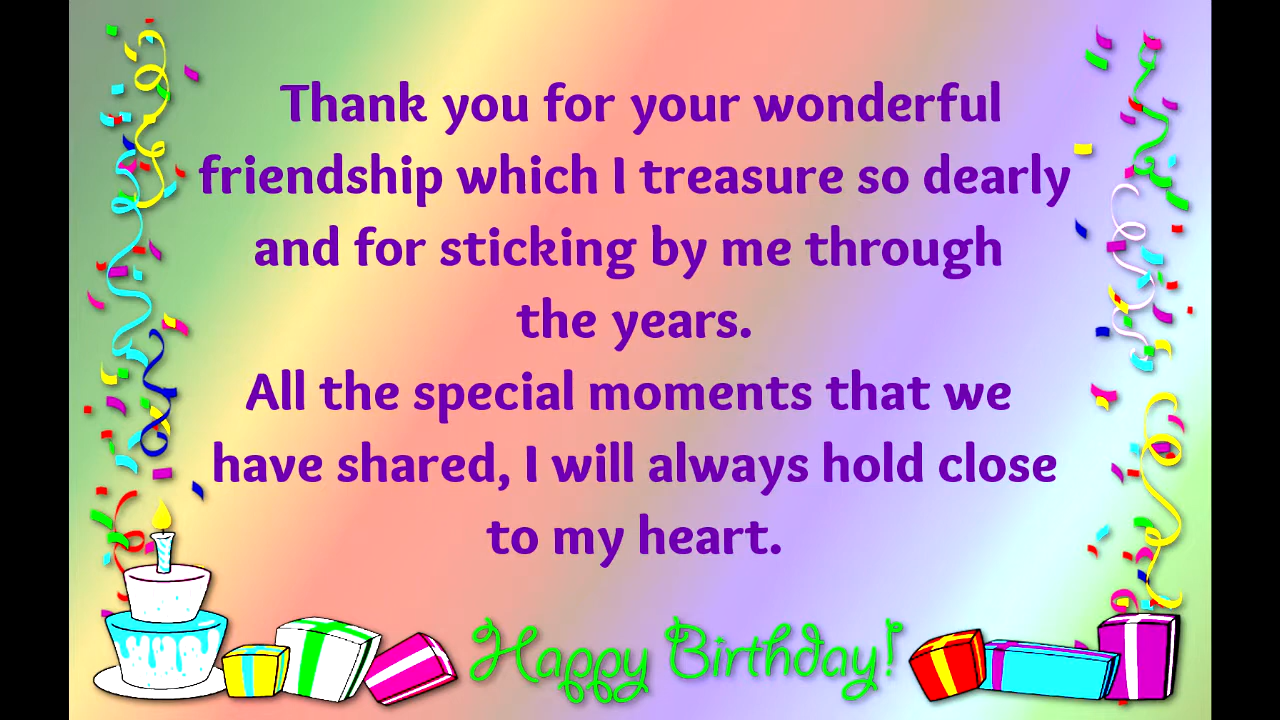 Thank you for your wonderful
friendship which I treasure so dearly
and for sticking by me through
the years.
All the special moments that we
have shared, I will always hold close
to my heart.
Happy Birthday!